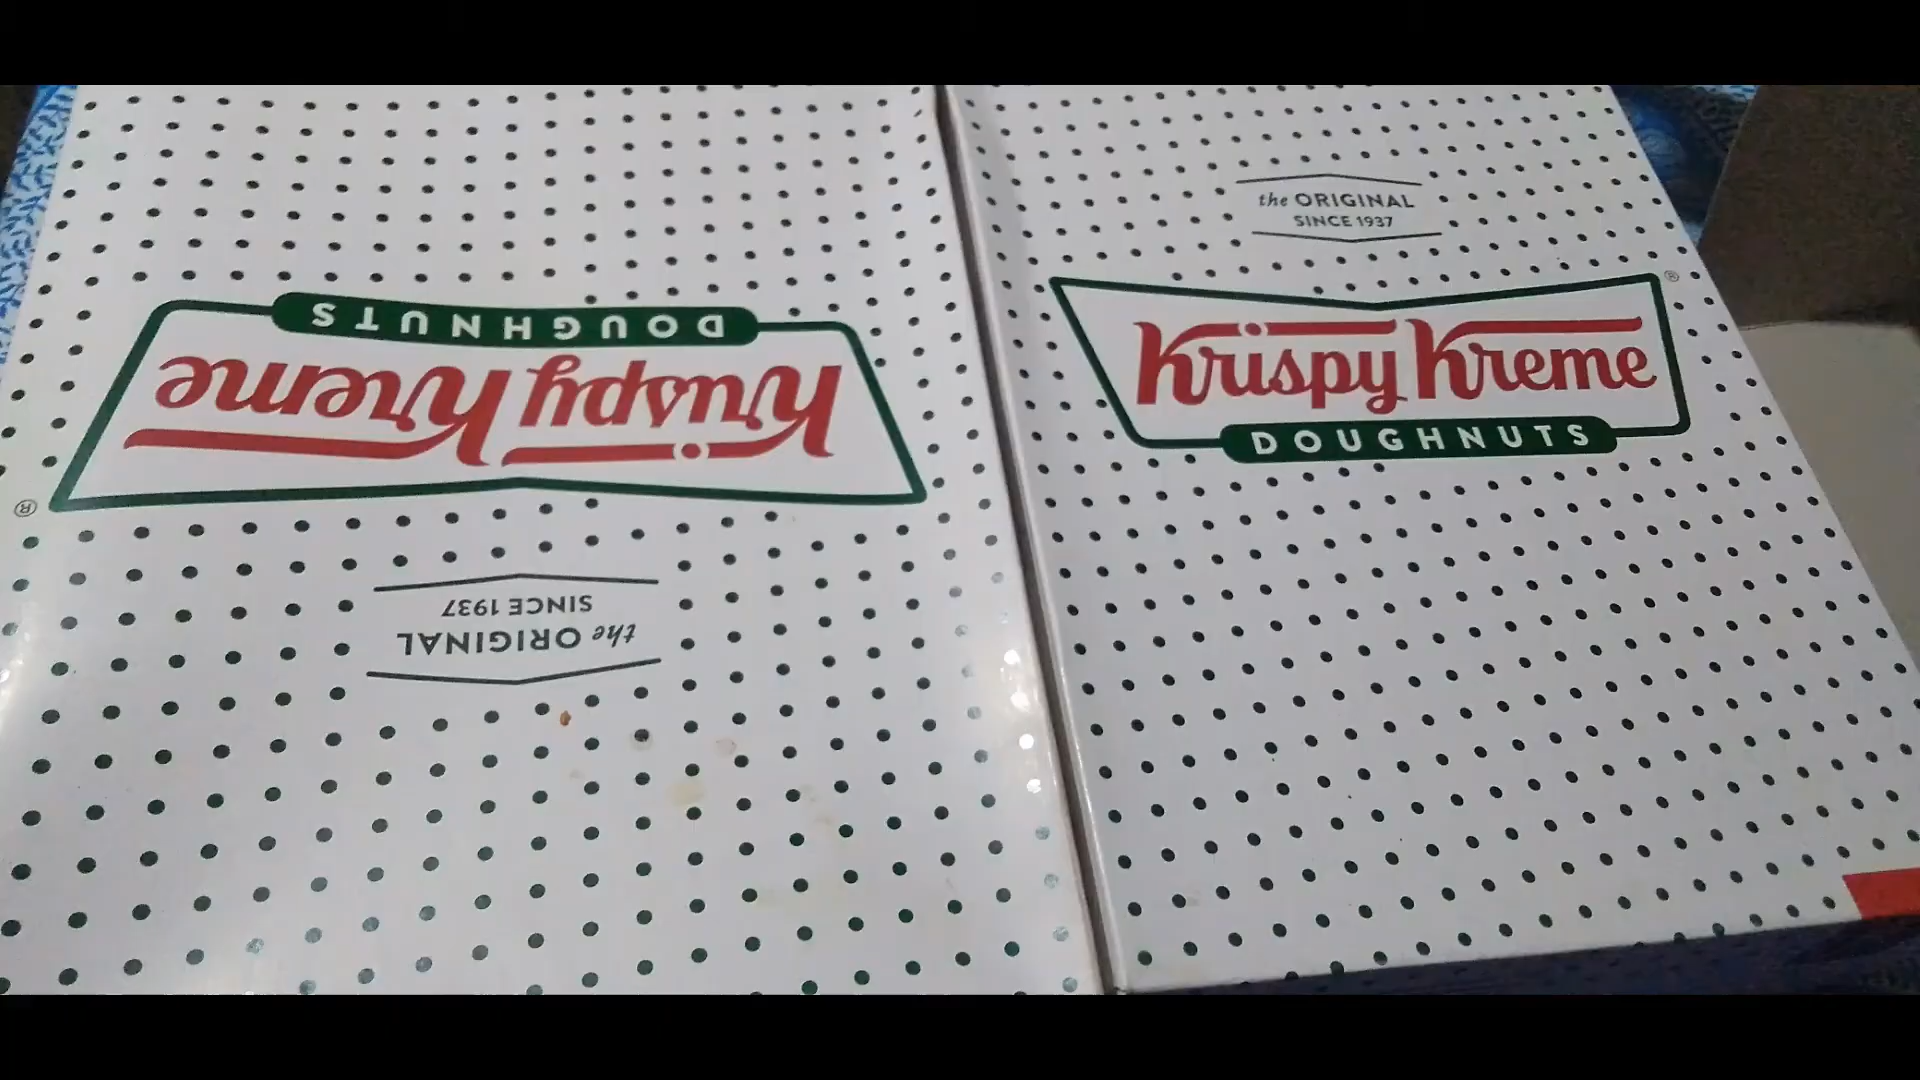 DOUGHNUTS
Krispy Kreme
®
SINCE 1937
the ORIGINAL
the ORIGINAL
SINCE 1937
®
Krispy Kreme
DOUGHNUTS